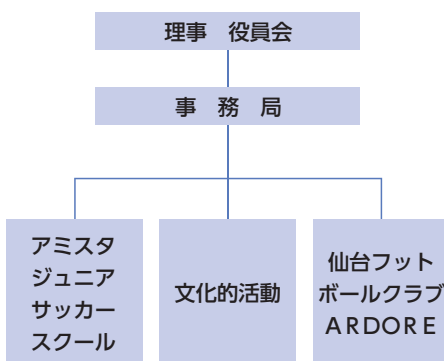 理事　役員会
事　務　局
アミスタ
ジュニア
サッカー
スクール
文化的活動
仙台フット
ボールクラブ
ＡＲＤＯＲＥ